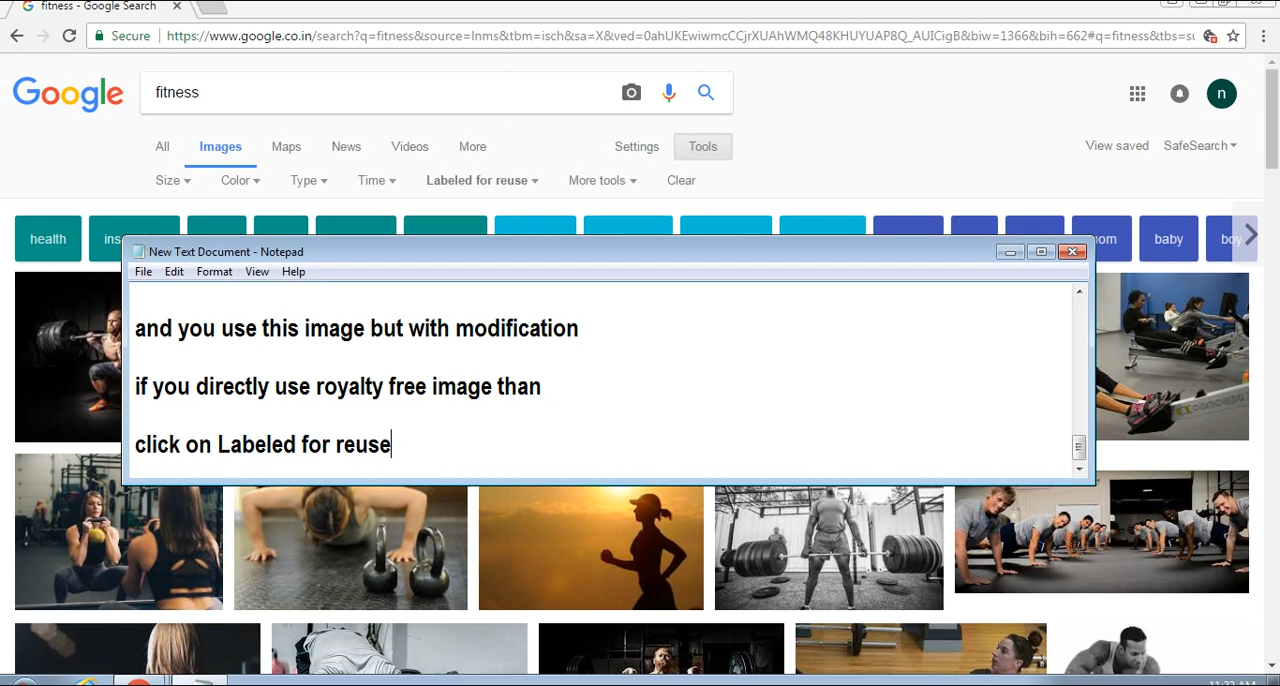 fitness - Google Search
Secure https://www.google.co.in/search?q=fitness&source=lnms&tbm=isch&sa=X&ved=0ahUKEwiwmcCCjrXUAhWMQ48KHUYUAP8Q_AUICigB&biw=1366&bih=662#q=fitness&tbs=su
Google
fitness
n
All Images Maps News Videos More Settings Tools
View saved SafeSearch
Size Color Type Time Labeled for reuse More tools Clear
health baby
New Text Document - Notepad
File Edit Format View Help
and you use this image but with modification
if you directly use royalty free image than
click on Labeled for reuse